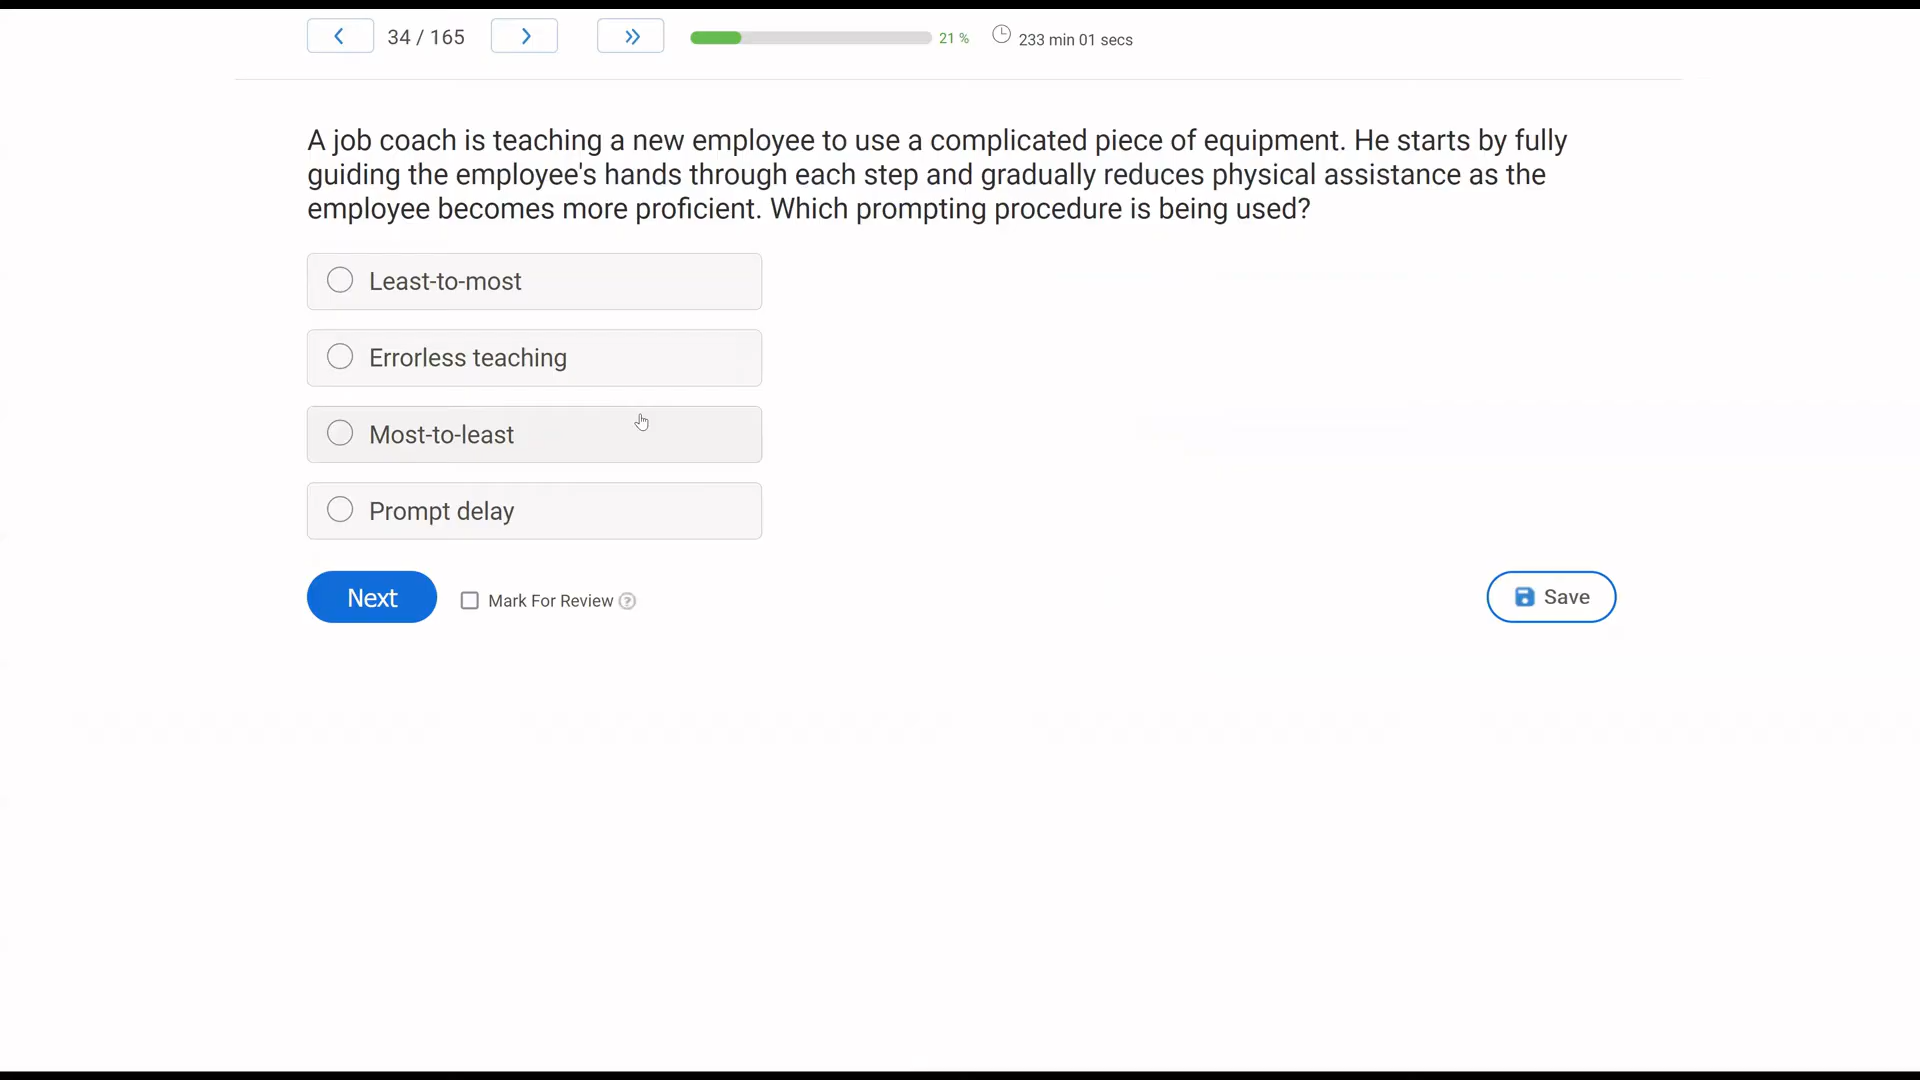 34 / 165
21 %
233 min 01 secs
A job coach is teaching a new employee to use a complicated piece of equipment. He starts by fully
guiding the employee's hands through each step and gradually reduces physical assistance as the
employee becomes more proficient. Which prompting procedure is being used?
Least-to-most
Errorless teaching
Most-to-least
Prompt delay
Next
Mark For Review ?
Save